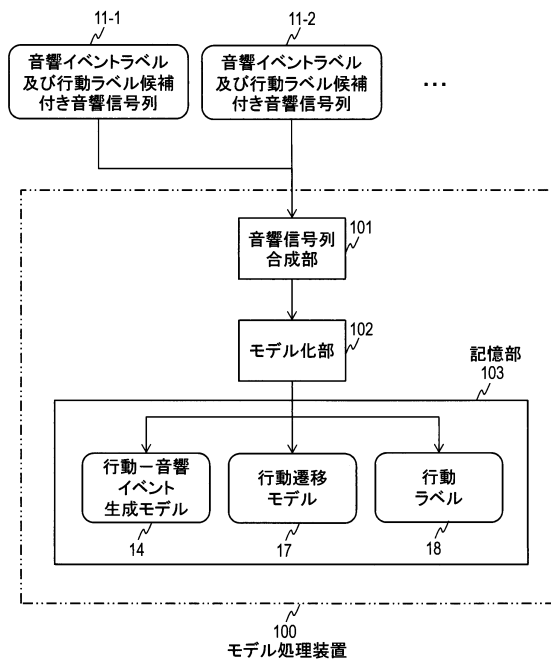 11-1
11-2
音響イベントラベル
及び行動ラベル候補
付き音響信号列
音響イベントラベル
及び行動ラベル候補
付き音響信号列
…
101
音響信号列
合成部
102
モデル化部
記憶部
103
行動－音響
イベント
生成モデル
行動遷移
モデル
行動
ラベル
14
17
18
100
モデル処理装置